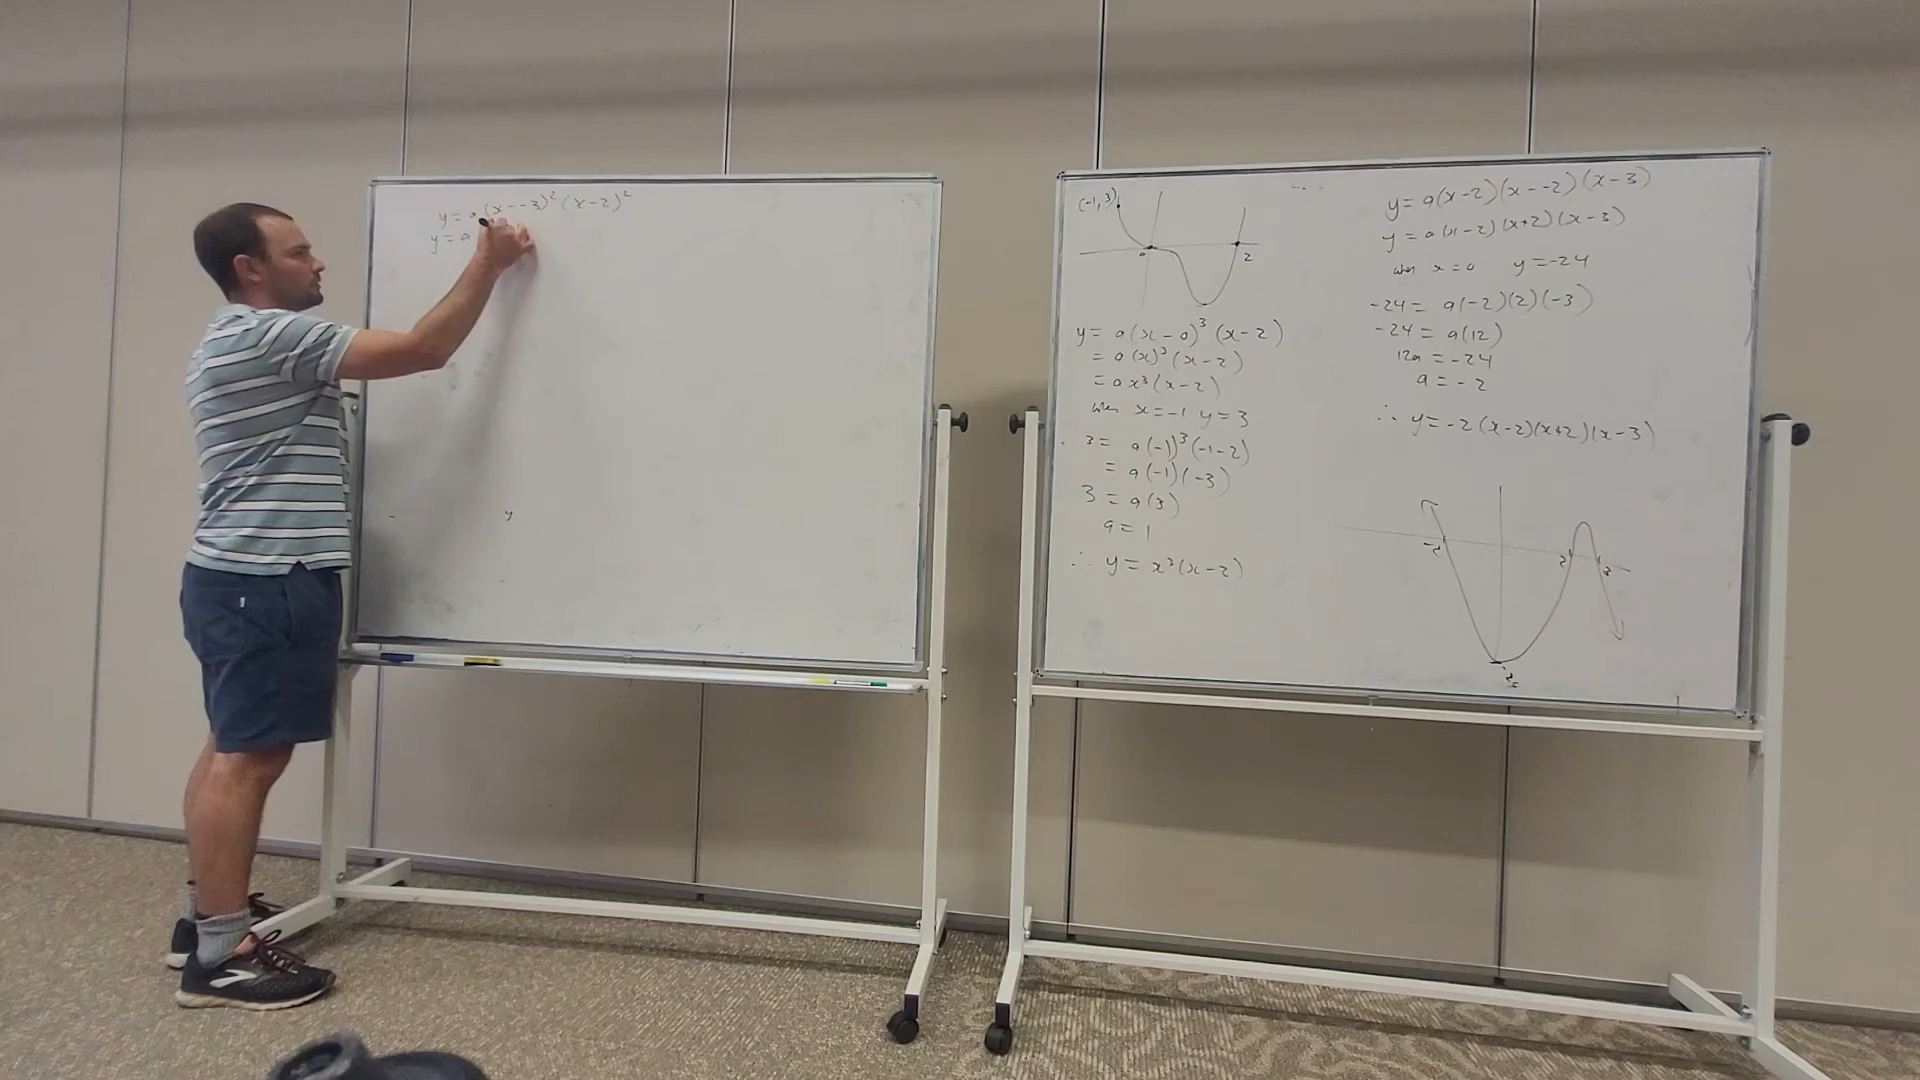 y = a(x--3)²(x-2)²
y = a
y
(-1, 3)
0
2
y = a(x-0)³(x-2)
= a(x)³(x-2)
= ax³(x-2)
when x=-1 y=3
3 = a(-1)³(-1-2)
= a(-1)(-3)
3 = a(3)
a = 1
∴ y = x³(x-2)
y = a(x-2)(x--2)(x-3)
y = a(x-2)(x+2)(x-3)
when x=0 y=-24
-24 = a(-2)(2)(-3)
-24 = a(12)
12a = -24
a = -2
∴ y = -2(x-2)(x+2)(x-3)
-2
2
3